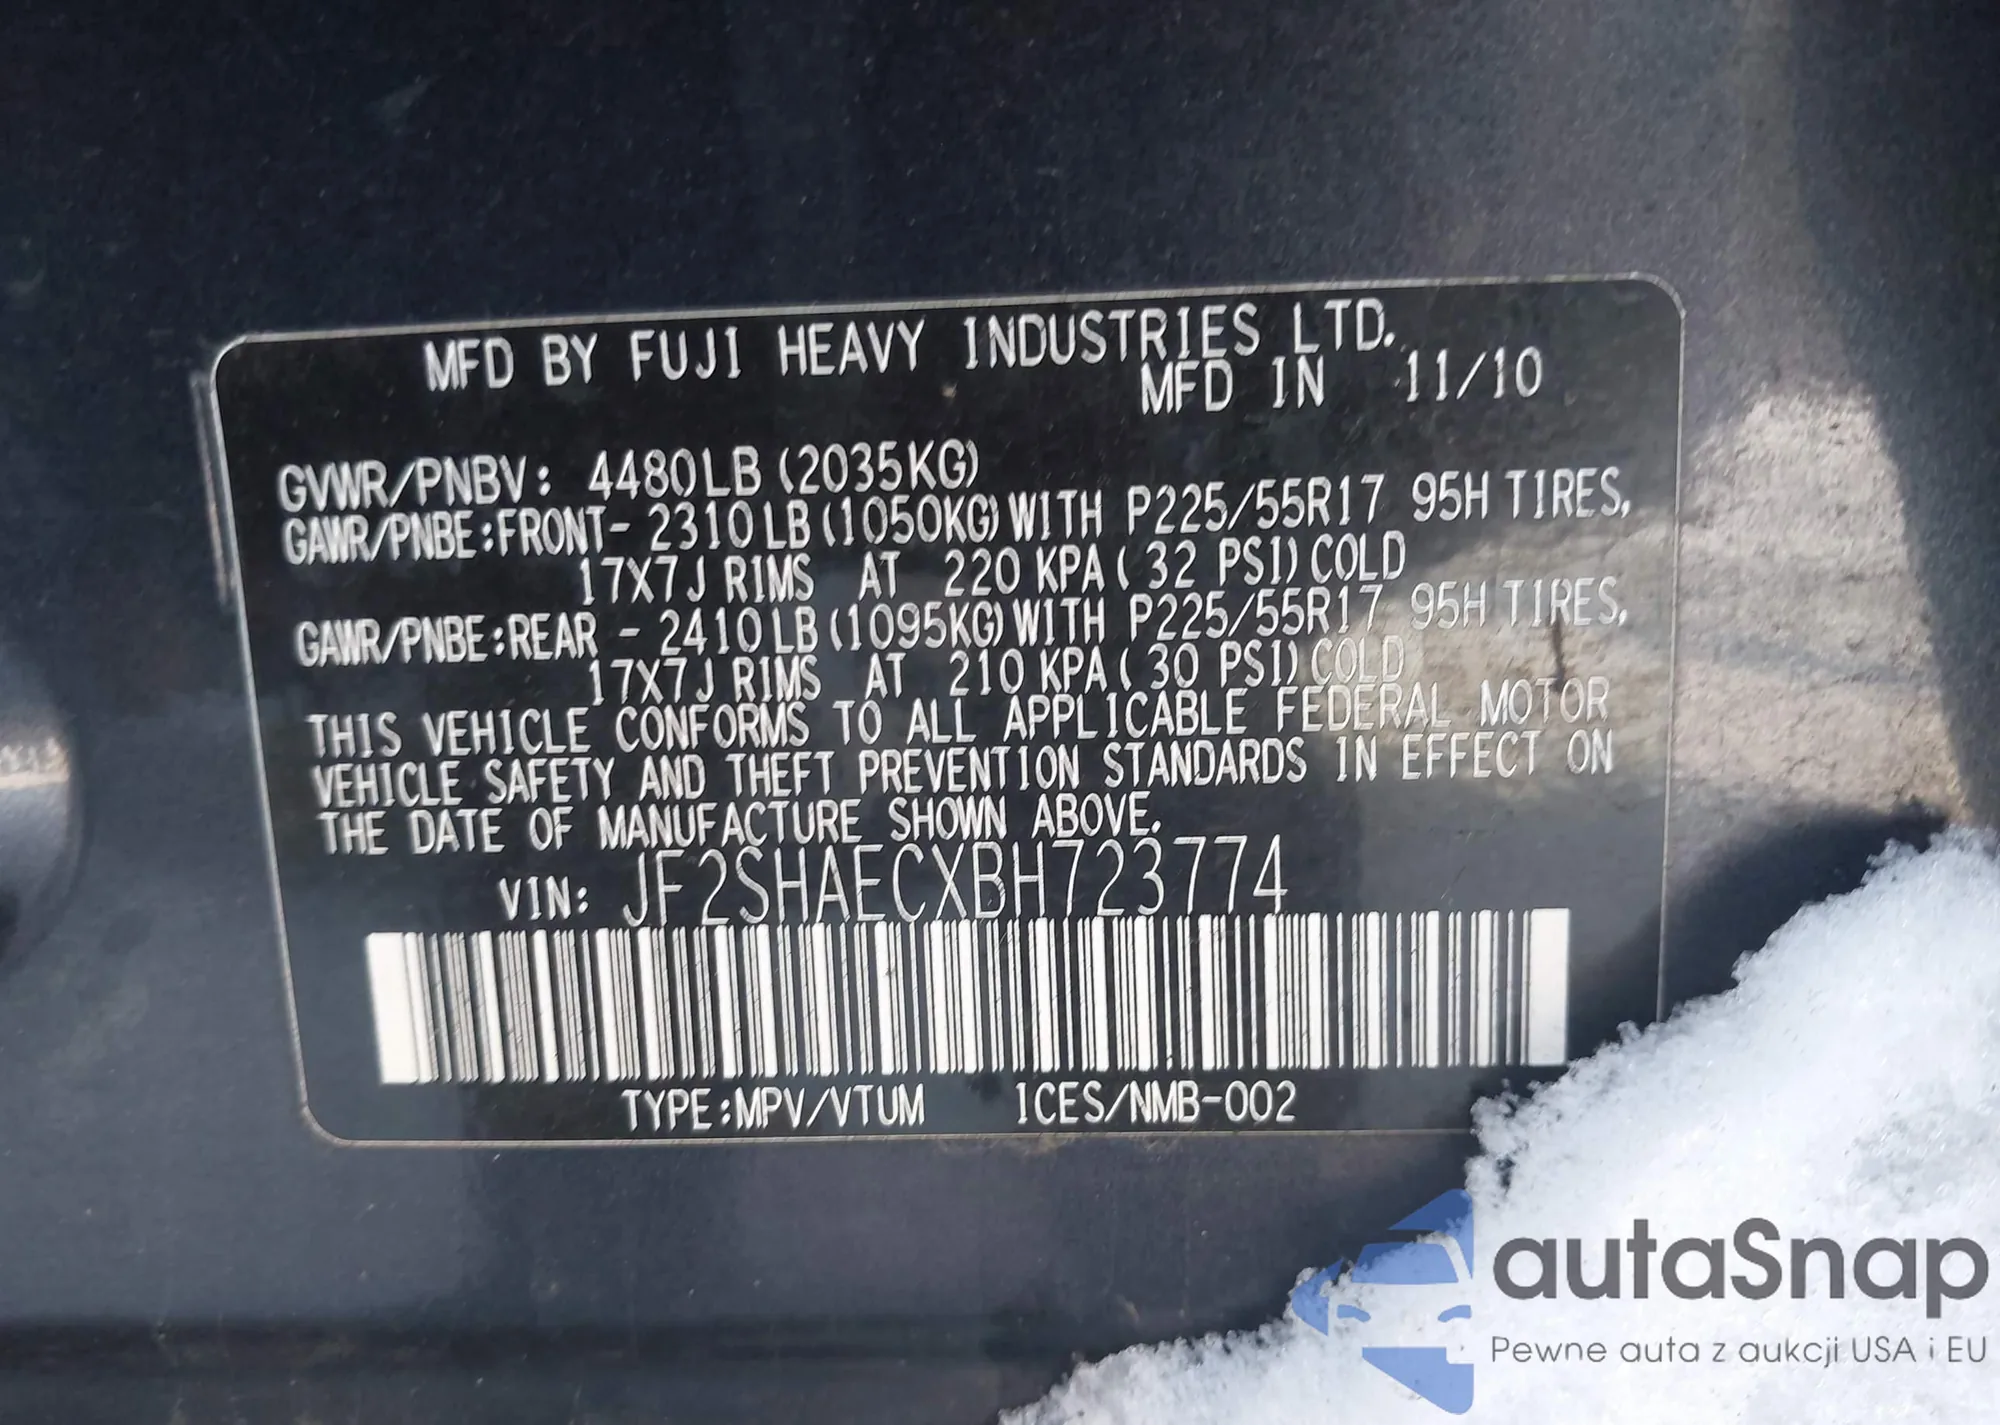 MFD BY FUJI HEAVY INDUSTRIES LTD.
MFD IN 11/10
GVWR/PNBV: 4480LB (2035KG)
GAWR/PNBE:FRONT- 2310LB (1050KG) WITH P225/55R17 95H TIRES,
17X7J RIMS AT 220 KPA ( 32 PSI) COLD
GAWR/PNBE:REAR - 2410LB (1095KG) WITH P225/55R17 95H TIRES,
17X7J RIMS AT 210 KPA ( 30 PSI) COLD
THIS VEHICLE CONFORMS TO ALL APPLICABLE FEDERAL MOTOR
VEHICLE SAFETY AND THEFT PREVENTION STANDARDS IN EFFECT ON
THE DATE OF MANUFACTURE SHOWN ABOVE.
VIN: JF2SHAECXBH723774
TYPE:MPV/VTUM ICES/NMB-002
autaSnap
Pewne auta z aukcji USA i EU